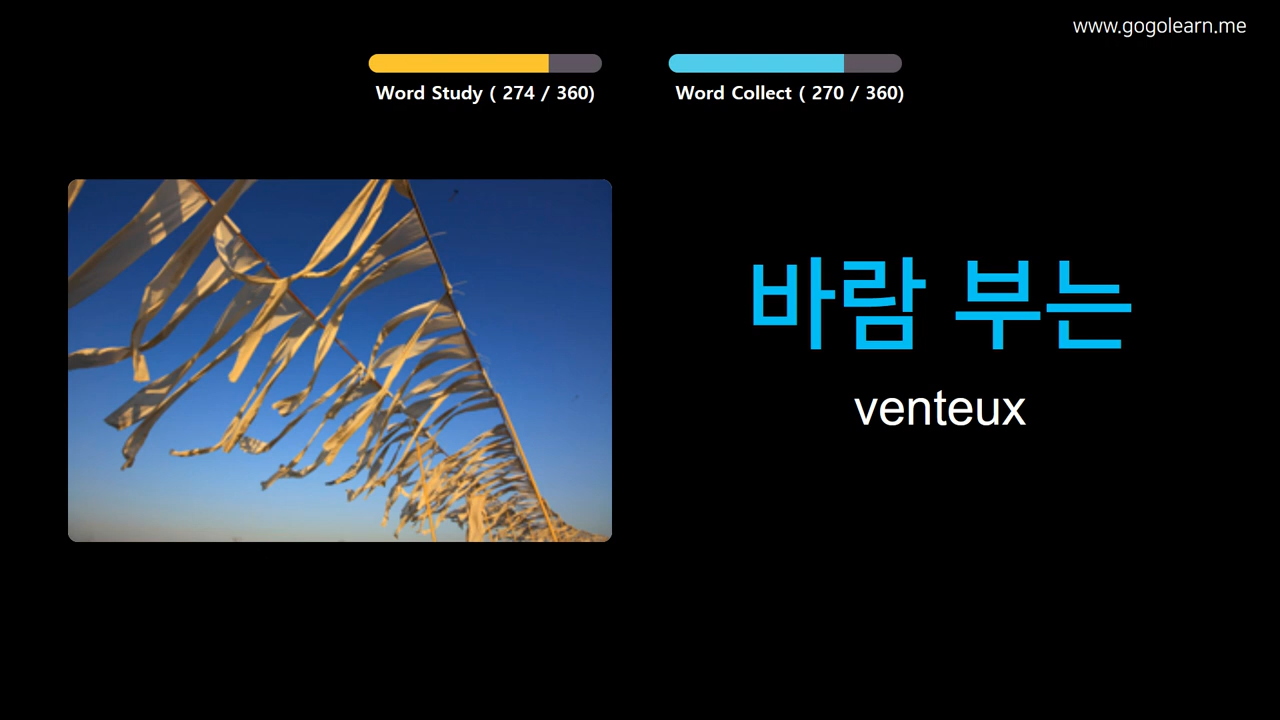 www.gogolearn.me
Word Study ( 274 / 360)
Word Collect ( 270 / 360)
바람 부는
venteux